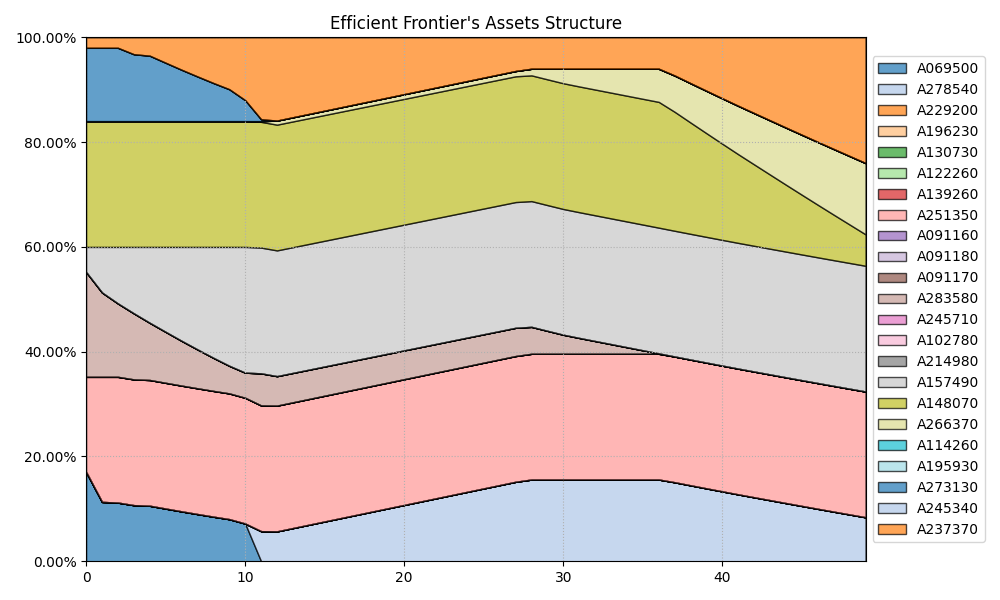 Efficient Frontier's Assets Structure
100.00%
80.00%
60.00%
40.00%
20.00%
0.00%
0 10 20 30 40
A069500
A278540
A229200
A196230
A130730
A122260
A139260
A251350
A091160
A091180
A091170
A283580
A245710
A102780
A214980
A157490
A148070
A266370
A114260
A195930
A273130
A245340
A237370